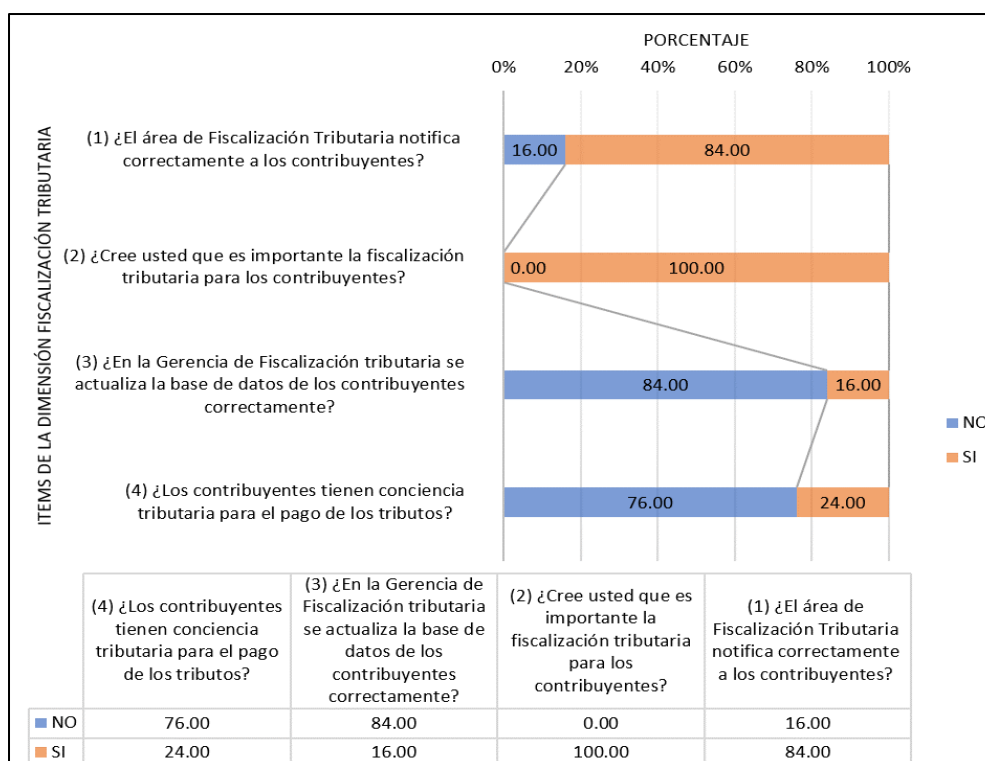 PORCENTAJE
0% 20% 40% 60% 80% 100%
ITEMS DE LA DIMENSIÓN FISCALIZACIÓN TRIBUTARIA
(1) ¿El área de Fiscalización Tributaria notifica
correctamente a los contribuyentes?
16.00 84.00
(2) ¿Cree usted que es importante la fiscalización
tributaria para los contribuyentes?
0.00 100.00
(3) ¿En la Gerencia de Fiscalización tributaria se
actualiza la base de datos de los contribuyentes
correctamente?
84.00 16.00
(4) ¿Los contribuyentes tienen conciencia
tributaria para el pago de los tributos?
76.00 24.00
NO
SI
(4) ¿Los contribuyentes
tienen conciencia
tributaria para el pago
de los tributos?
(3) ¿En la Gerencia de
Fiscalización tributaria
se actualiza la base de
datos de los
contribuyentes
correctamente?
(2) ¿Cree usted que es
importante la
fiscalización tributaria
para los
contribuyentes?
(1) ¿El área de
Fiscalización Tributaria
notifica correctamente
a los contribuyentes?
NO 76.00 84.00 0.00 16.00
SI 24.00 16.00 100.00 84.00